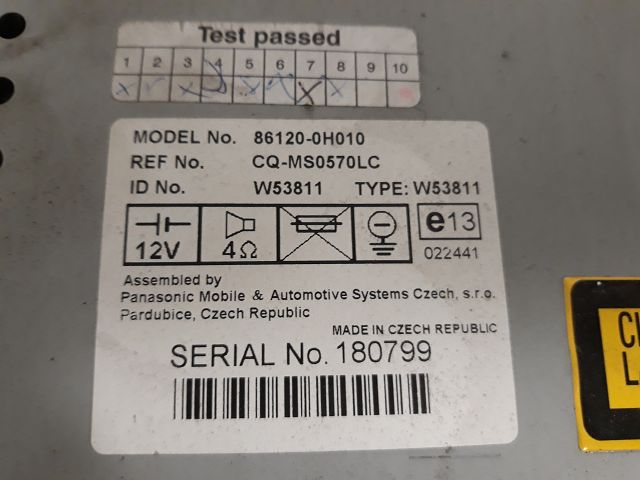 Test passed
1 2 3 4 5 6 7 8 9 10
MODEL No. 86120-0H010
REF No. CQ-MS0570LC
ID No. W53811 TYPE: W53811
12V 4Ω e13
022441
Assembled by
Panasonic Mobile & Automotive Systems Czech, s.r.o.
Pardubice, Czech Republic
MADE IN CZECH REPUBLIC
SERIAL No. 180799